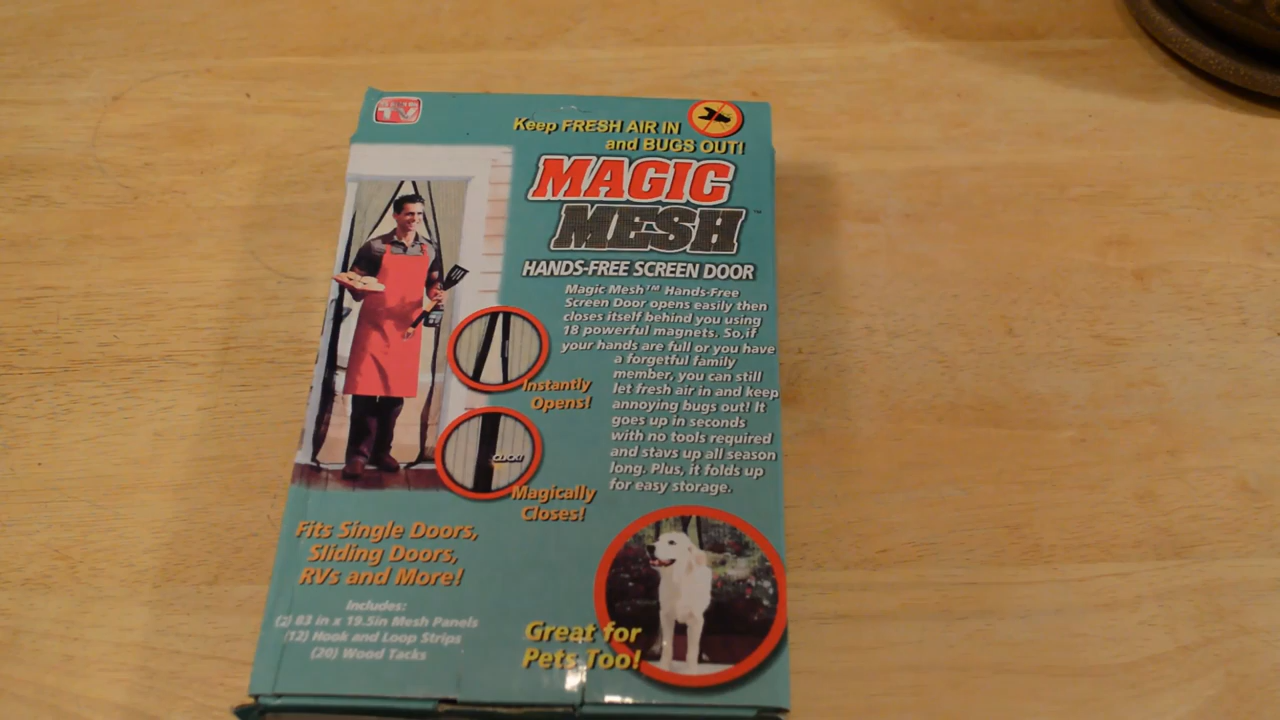 TV
Keep FRESH AIR IN
and BUGS OUT!
MAGIC
MESH™
HANDS-FREE SCREEN DOOR
Magic Mesh™ Hands-Free
Screen Door opens easily then
closes itself behind you using
18 powerful magnets. So,if
your hands are full or you have
a forgetful family
member, you can still
let fresh air in and keep
annoying bugs out! It
goes up in seconds
with no tools required
and stays up all season
long. Plus, it folds up
for easy storage.
Instantly
Opens!
CLICK!
Magically
Closes!
Fits Single Doors,
Sliding Doors,
RVs and More!
Includes:
(2) 83 in x 19.5in Mesh Panels
(12) Hook and Loop Strips
(20) Wood Tacks
Great for
Pets Too!